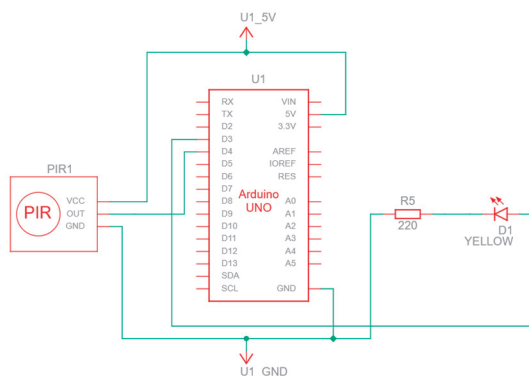 U1_5V
U1
RX
TX
D2
D3
D4
D5
D6
D7
D8
D9
D10
D11
D12
D13
SDA
SCL
VIN
5V
3.3V
AREF
IOREF
RES
A0
A1
A2
A3
A4
A5
GND
Arduino
UNO
PIR1
PIR
VCC
OUT
GND
R5
220
D1
YELLOW
U1_GND